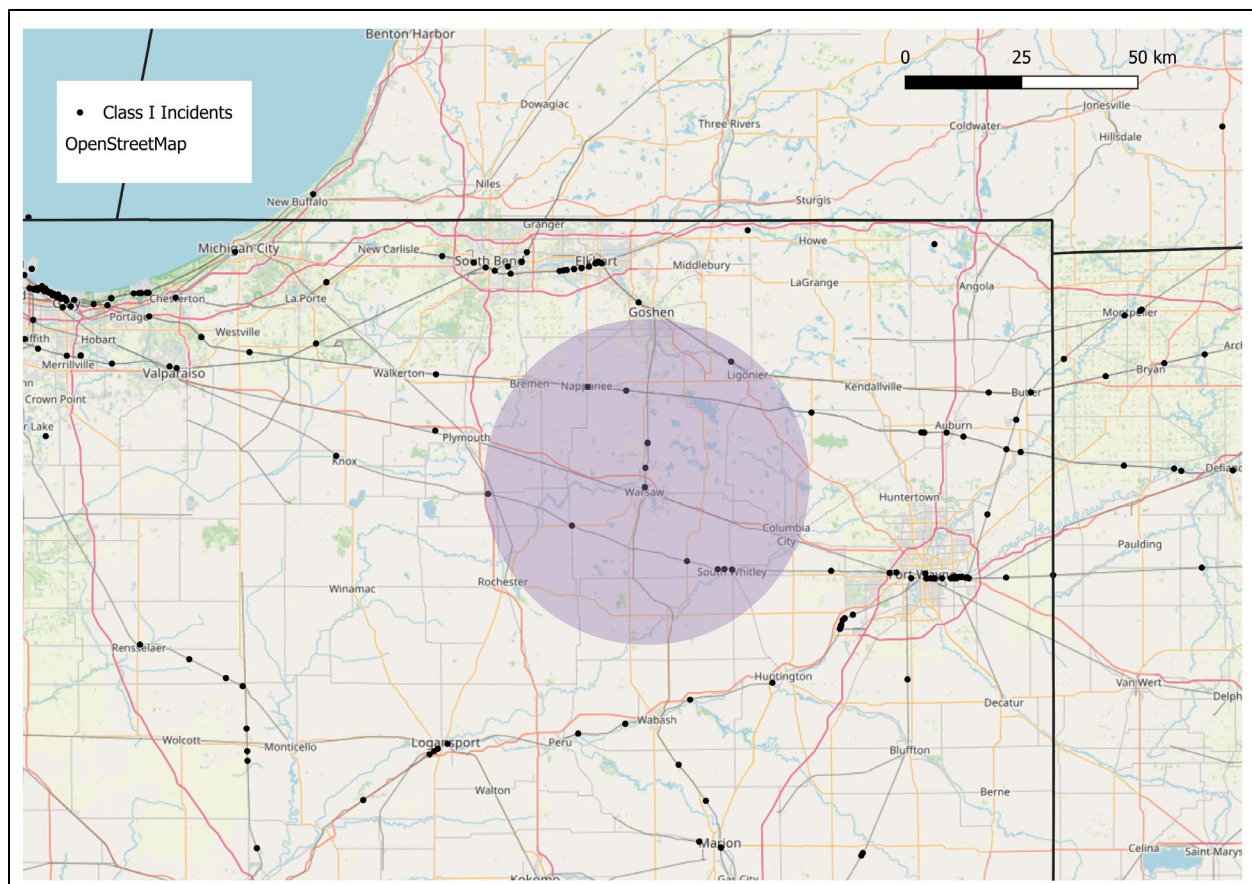 Benton Harbor
0 25 50 km
Class I Incidents
OpenStreetMap
Dowagiac
Three Rivers
Jonesville
Coldwater
Hillsdale
Niles
New Buffalo
Sturgis
Granger
Michigan City
New Carlisle
Howe
South Bend
Elkhart
Middlebury
LaGrange
Angola
Chesterton
La Porte
Portage
Goshen
Montpelier
Westville
Hobart
Merrillville
Valparaiso
Walkerton
Bremen
Nappanee
Ligonier
Kendallville
Bryan
Butler
Crown Point
Auburn
Plymouth
Knox
Warsaw
Huntertown
Columbia
City
Paulding
South Whitley
Fort Wayne
Winamac
Rochester
Rensselaer
Huntington
Van Wert
Decatur
Wabash
Wolcott
Monticello
Logansport
Peru
Bluffton
Walton
Berne
Marion
Celina
Saint-Marys
Kokomo
Gas City